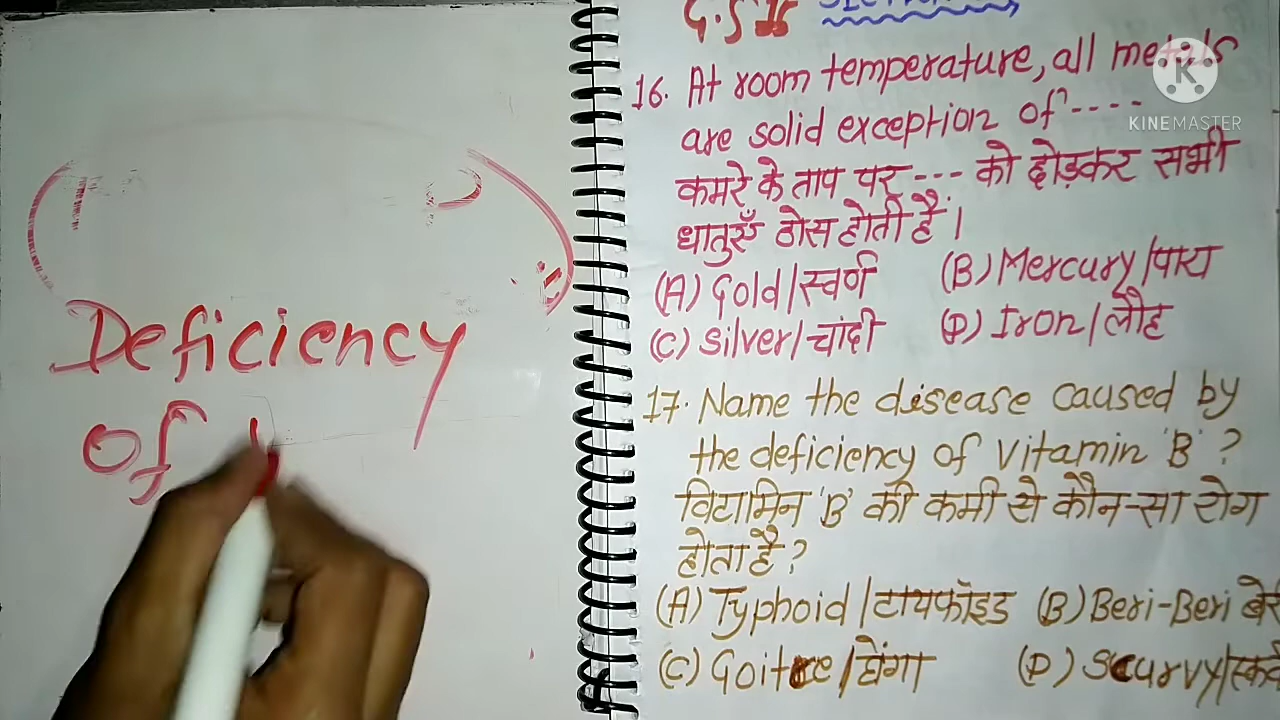 Deficiency
Of
G.S
16. At room temperature, all metals
are solid exception of ----
कमरे के ताप पर --- को छोड़कर सभी
धातुएँ ठोस होती हैं।
(A) Gold/स्वर्ण (B) Mercury/पारा
(C) Silver/चांदी (D) Iron/लौह
17. Name the disease caused by
the deficiency of Vitamin 'B' ?
विटामिन 'B' की कमी से कौन-सा रोग
होता है ?
(A) Typhoid/टायफॉइड (B) Beri-Beri
(C) Goitre/घेंगा (D) Scurvy/
K
KINEMASTER